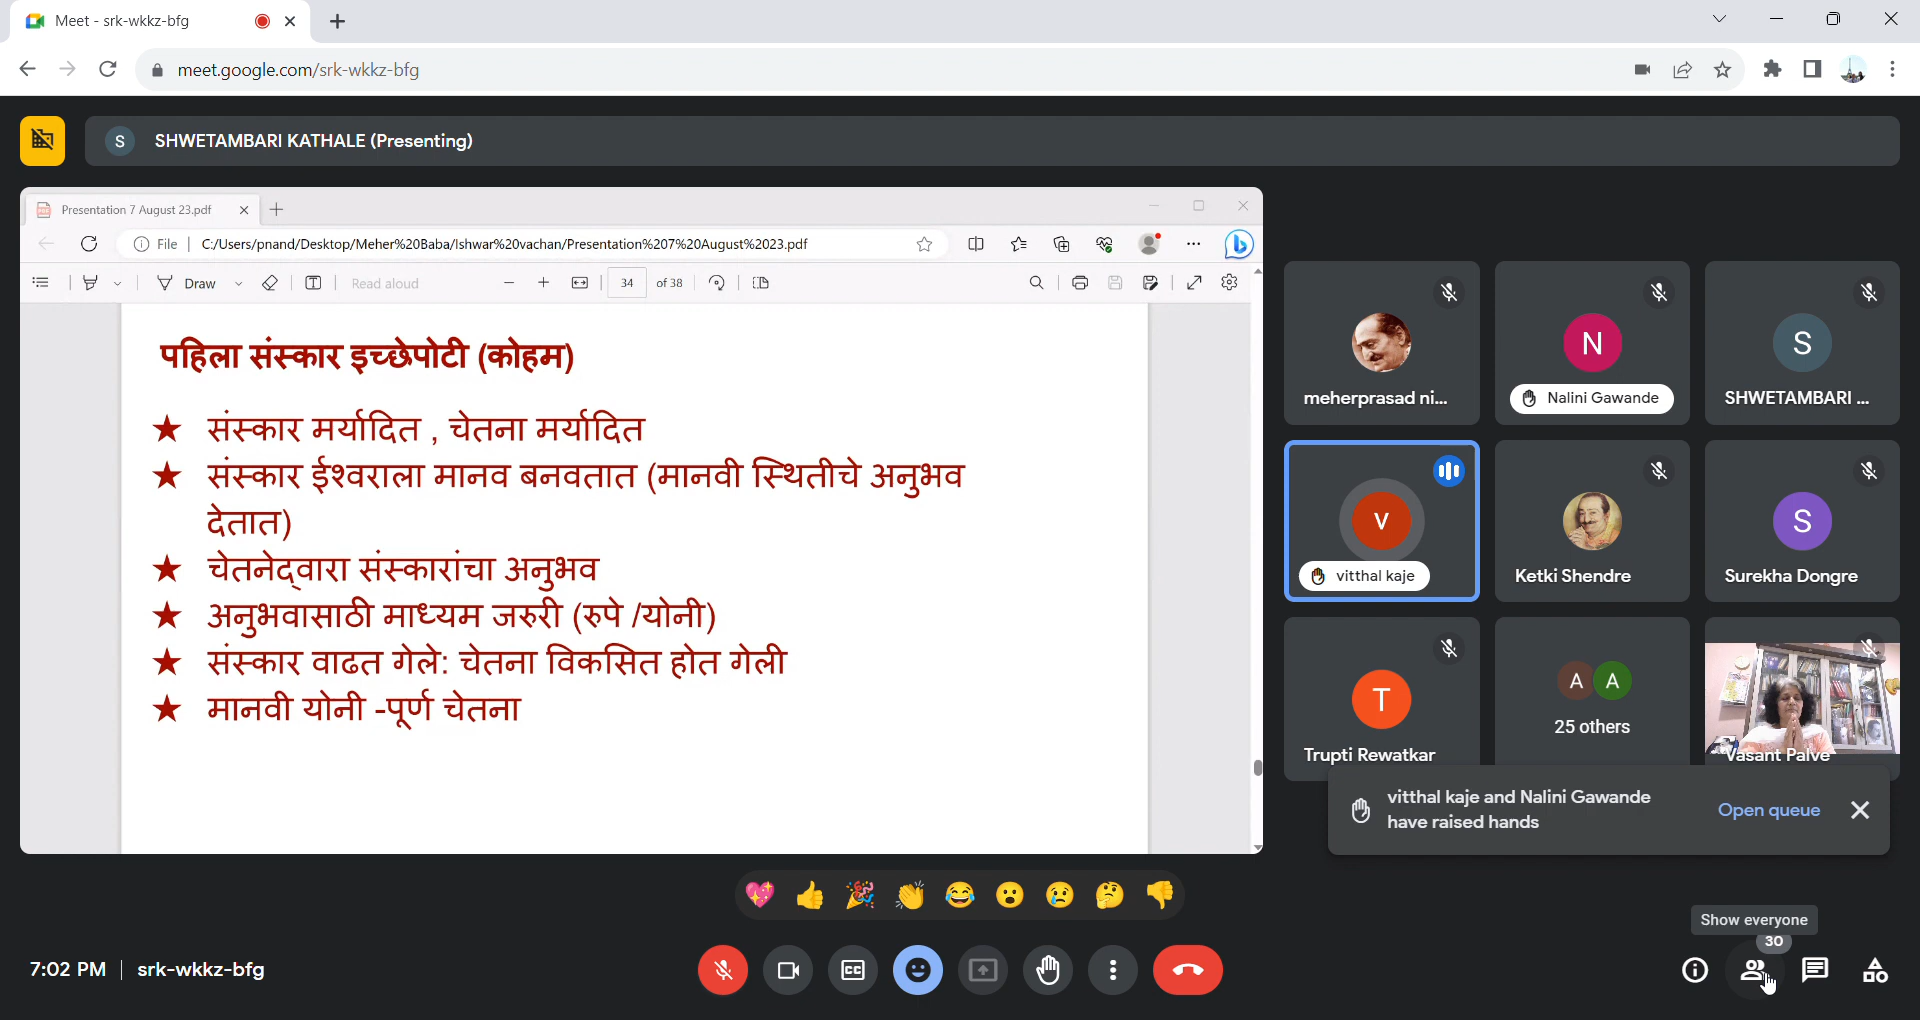 Meet - srk-wkkz-bfg
meet.google.com/srk-wkkz-bfg
S SHWETAMBARI KATHALE (Presenting)
Presentation 7 August 23.pdf
File C:/Users/pnand/Desktop/Meher%20Baba/Ishwar%20vachan/Presentation%207%20August%2023.pdf
Draw Read aloud 34 of 38
पहिला संस्कार इच्छेपोटी (कोहम)
★ संस्कार मर्यादित , चेतना मर्यादित
★ संस्कार ईश्वराला मानव बनवतात (मानवी स्थितीचे अनुभव
देतात)
★ चेतनेद्वारा संस्कारांचा अनुभव
★ अनुभवासाठी माध्यम जरुरी (रुपे /योनी)
★ संस्कार वाढत गेले: चेतना विकसित होत गेली
★ मानवी योनी -पूर्ण चेतना
meherprasad ni...
N
Nalini Gawande
S
SHWETAMBARI ...
V
vitthal kaje
Ketki Shendre
S
Surekha Dongre
T
Trupti Rewatkar
A A
25 others
Vasant Palve
vitthal kaje and Nalini Gawande
have raised hands
Open queue
Show everyone
30
7:02 PM srk-wkkz-bfg